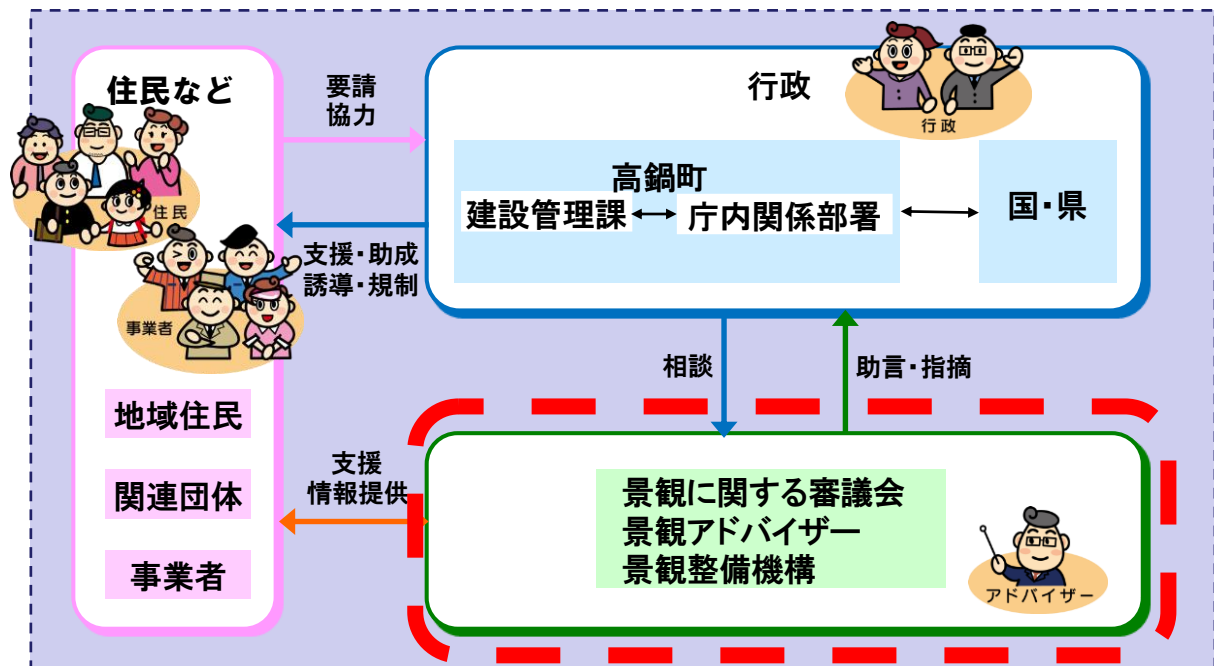 住民など
住民
事業者
地域住民
関連団体
事業者
要請
協力
支援・助成
誘導・規制
行政
行政
高鍋町
建設管理課
庁内関係部署
国・県
相談
助言・指摘
支援
情報提供
景観に関する審議会
景観アドバイザー
景観整備機構
アドバイザー